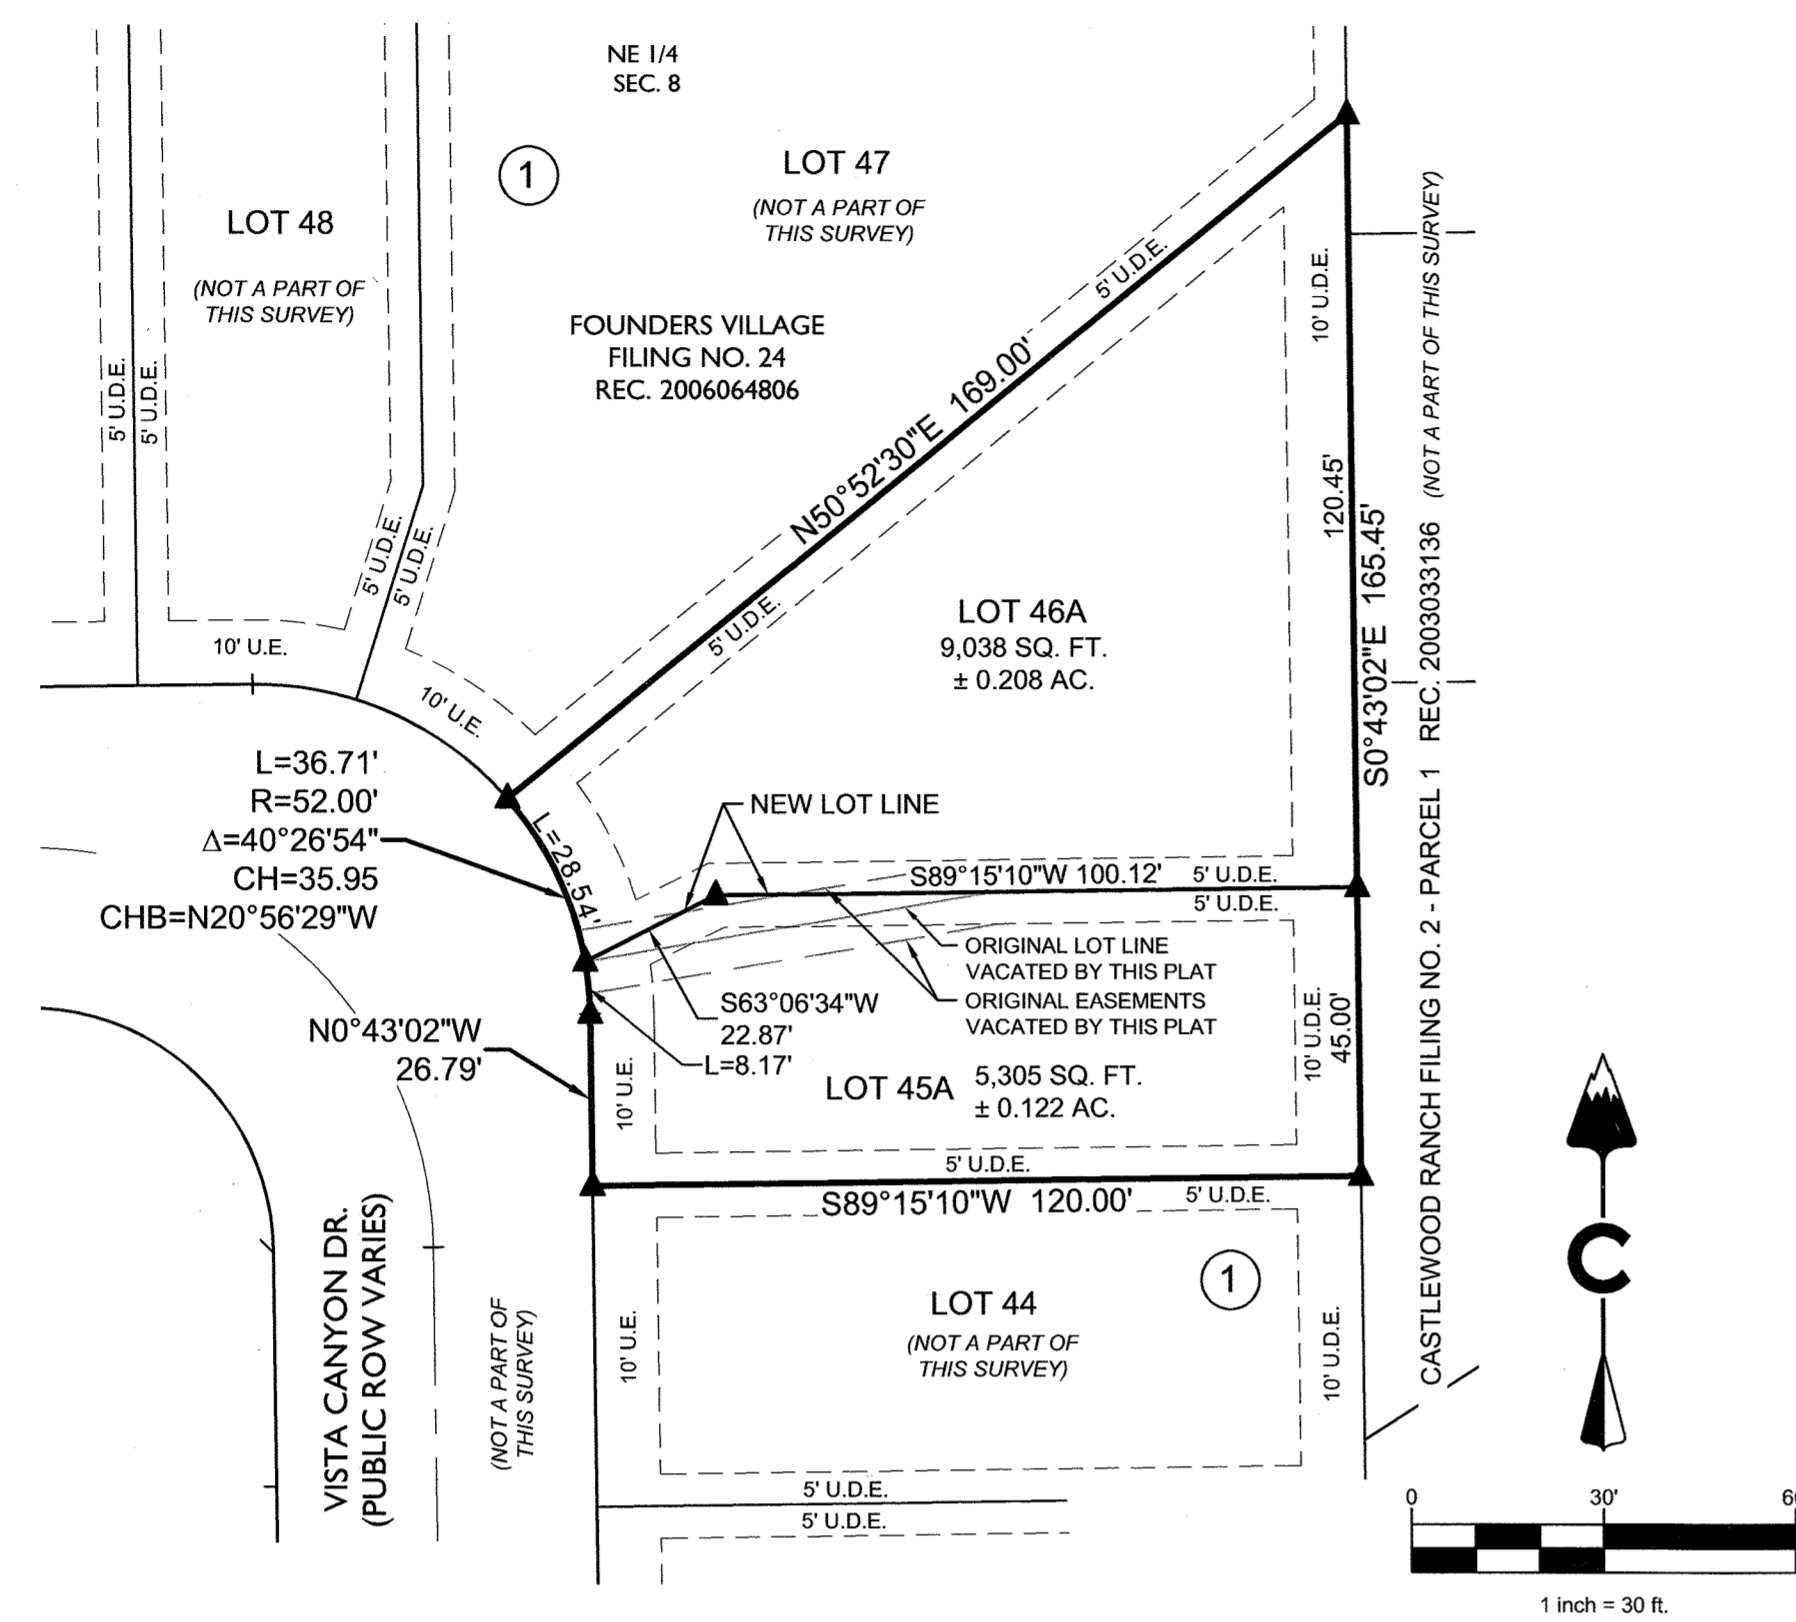 NE 1/4
SEC. 8
1
LOT 47
(NOT A PART OF
THIS SURVEY)
LOT 48
(NOT A PART OF
THIS SURVEY)
FOUNDERS VILLAGE
FILING NO. 24
REC. 2006064806
5' U.D.E.
5' U.D.E.
5' U.D.E.
5' U.D.E.
10' U.E.
10' U.E.
5' U.D.E.
N50°52'30"E 169.00'
5' U.D.E.
10' U.D.E.
120.45'
S0°43'02"E 165.45'
CASTLEWOOD RANCH FILING NO. 2 - PARCEL 1 REC. 2003033136 (NOT A PART OF THIS SURVEY)
LOT 46A
9,038 SQ. FT.
± 0.208 AC.
L=36.71'
R=52.00'
Δ=40°26'54"
CH=35.95
CHB=N20°56'29"W
L=28.54'
NEW LOT LINE
S89°15'10"W 100.12'
5' U.D.E.
5' U.D.E.
ORIGINAL LOT LINE
VACATED BY THIS PLAT
ORIGINAL EASEMENTS
VACATED BY THIS PLAT
S63°06'34"W
22.87'
L=8.17'
N0°43'02"W
26.79'
10' U.E.
LOT 45A
5,305 SQ. FT.
± 0.122 AC.
10' U.D.E.
45.00'
5' U.D.E.
S89°15'10"W 120.00'
5' U.D.E.
VISTA CANYON DR.
(PUBLIC ROW VARIES)
(NOT A PART OF
THIS SURVEY)
10' U.E.
LOT 44
(NOT A PART OF
THIS SURVEY)
1
10' U.D.E.
5' U.D.E.
5' U.D.E.
C
0 30'
1 inch = 30 ft.